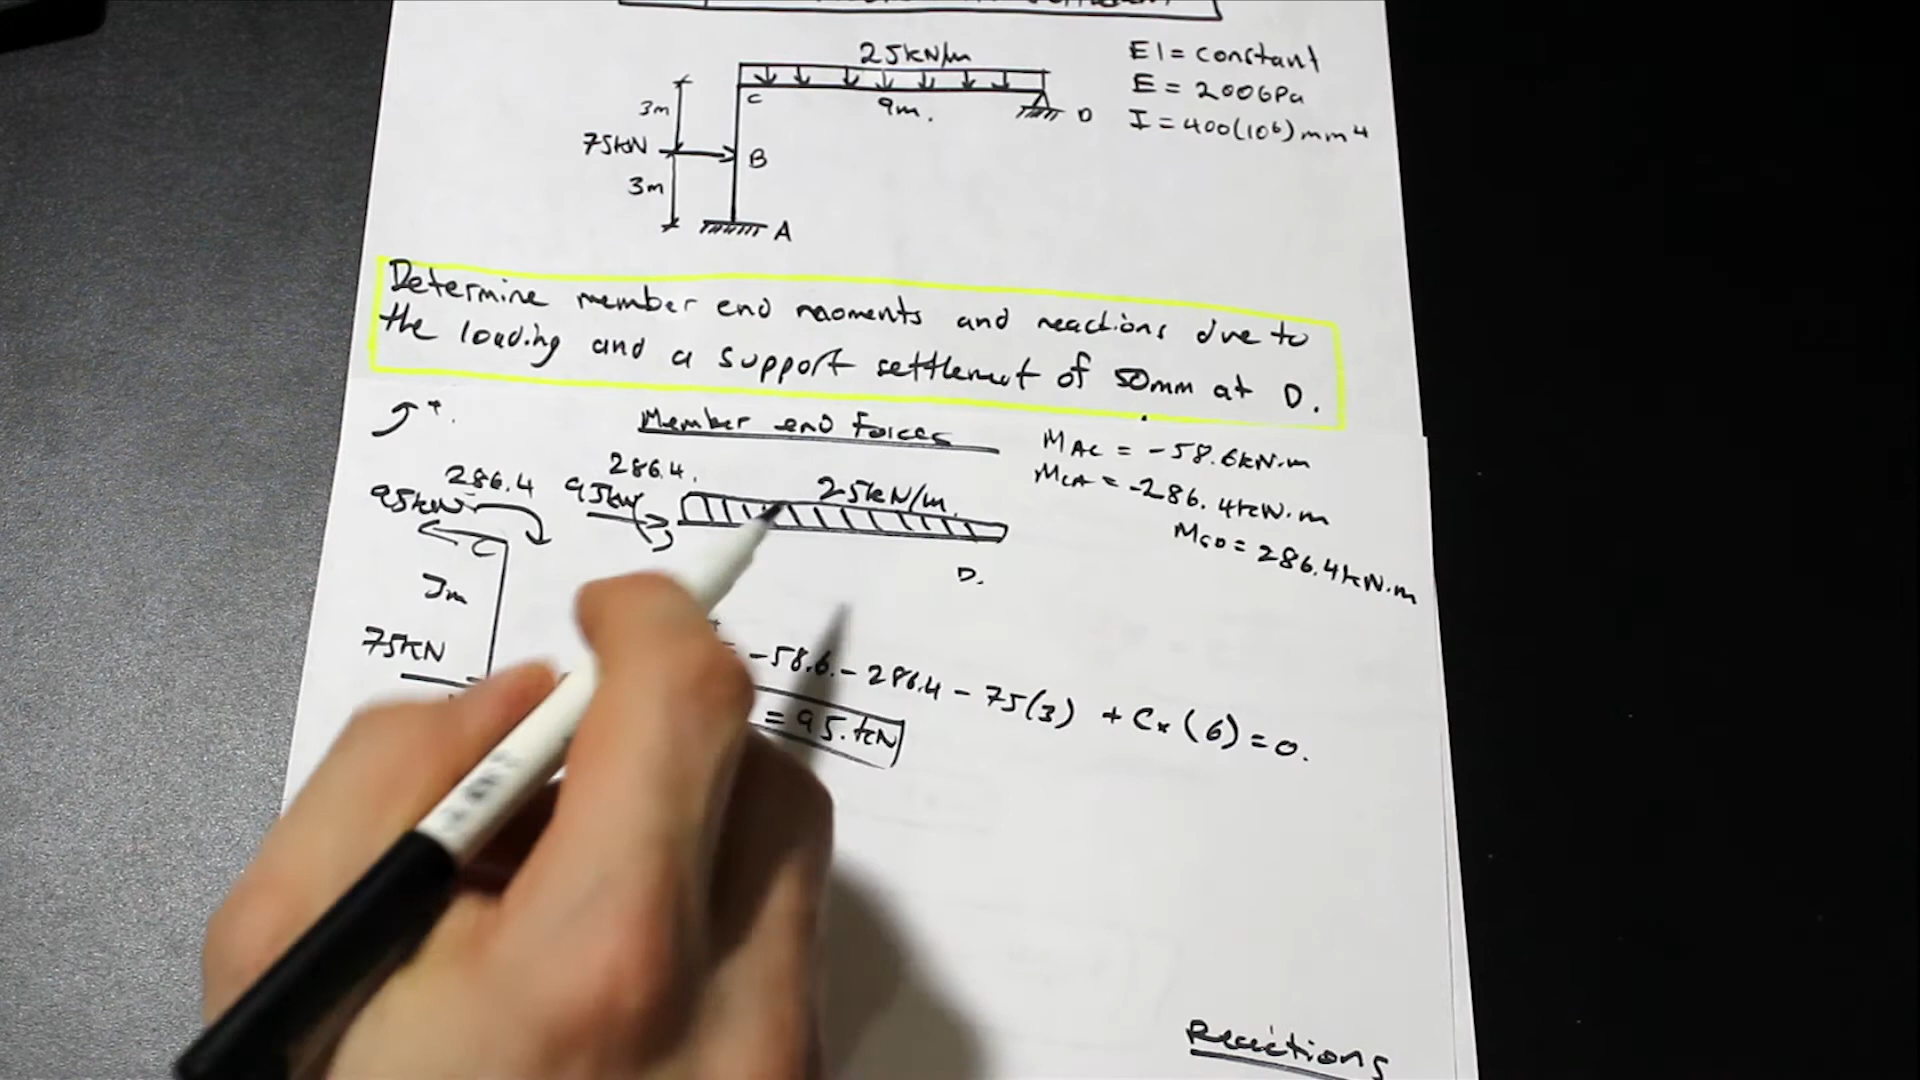 25kN/m
C
9m.
D
3m
75kN
B
3m
A
EI = constant
E = 200GPa
I = 400(10⁶)mm⁴
Determine member end maoments and reactions due to
the loading and a support settlement of 50mm at D.
+.
Member end Forces
MAC = -58.6kN.m
MCA = -286.4kN.m
MCD = 286.4kN.m
286.4
95kN
C
3m
75kN
286.4.
95kN
25kN/m.
D.
-58.6 - 286.4 - 75(3) + Cx (6) = 0.
= 95.kN
Reactions